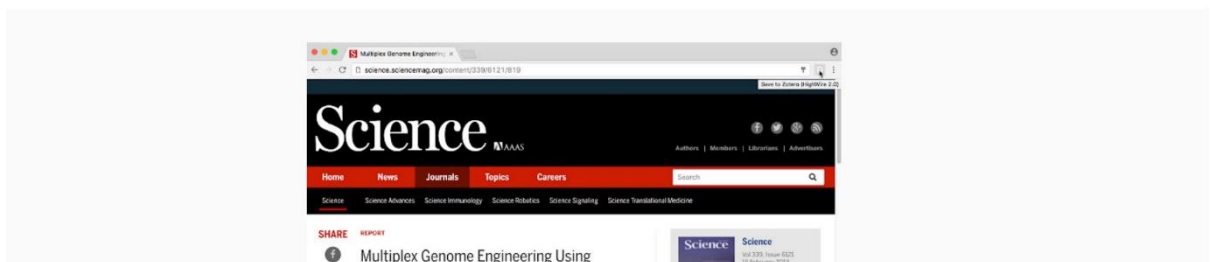 Multiplex Genome Engineering
science.sciencemag.org/content/339/6121/819
Save to Zotero (HighWire 2.0)
Science AAAS
Authors | Members | Librarians | Advertisers
Home News Journals Topics Careers Search
Science Science Advances Science Immunology Science Robotics Science Signaling Science Translational Medicine
SHARE REPORT
Multiplex Genome Engineering Using
Science
Science
Vol 339, Issue 6121